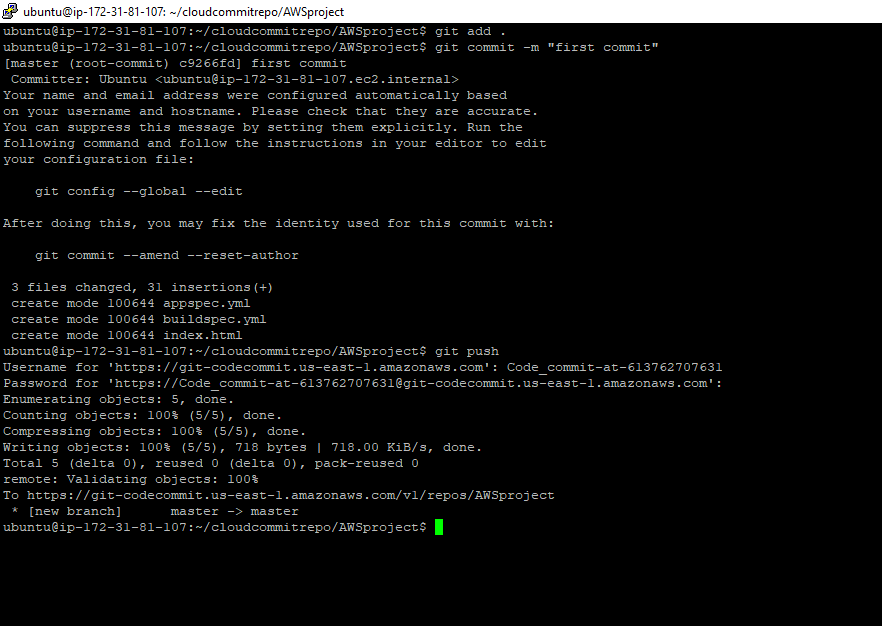 ubuntu@ip-172-31-81-107: ~/cloudcommitrepo/AWSproject
ubuntu@ip-172-31-81-107:~/cloudcommitrepo/AWSproject$ git add .
ubuntu@ip-172-31-81-107:~/cloudcommitrepo/AWSproject$ git commit -m "first commit"
[master (root-commit) c9266fd] first commit
 Committer: Ubuntu <ubuntu@ip-172-31-81-107.ec2.internal>
Your name and email address were configured automatically based
on your username and hostname. Please check that they are accurate.
You can suppress this message by setting them explicitly. Run the
following command and follow the instructions in your editor to edit
your configuration file:

    git config --global --edit

After doing this, you may fix the identity used for this commit with:

    git commit --amend --reset-author

 3 files changed, 31 insertions(+)
 create mode 100644 appspec.yml
 create mode 100644 buildspec.yml
 create mode 100644 index.html
ubuntu@ip-172-31-81-107:~/cloudcommitrepo/AWSproject$ git push
Username for 'https://git-codecommit.us-east-1.amazonaws.com': Code_commit-at-613762707631
Password for 'https://Code_commit-at-613762707631@git-codecommit.us-east-1.amazonaws.com':
Enumerating objects: 5, done.
Counting objects: 100% (5/5), done.
Compressing objects: 100% (5/5), done.
Writing objects: 100% (5/5), 718 bytes | 718.00 KiB/s, done.
Total 5 (delta 0), reused 0 (delta 0), pack-reused 0
remote: Validating objects: 100%
To https://git-codecommit.us-east-1.amazonaws.com/v1/repos/AWSproject
 * [new branch]      master -> master
ubuntu@ip-172-31-81-107:~/cloudcommitrepo/AWSproject$